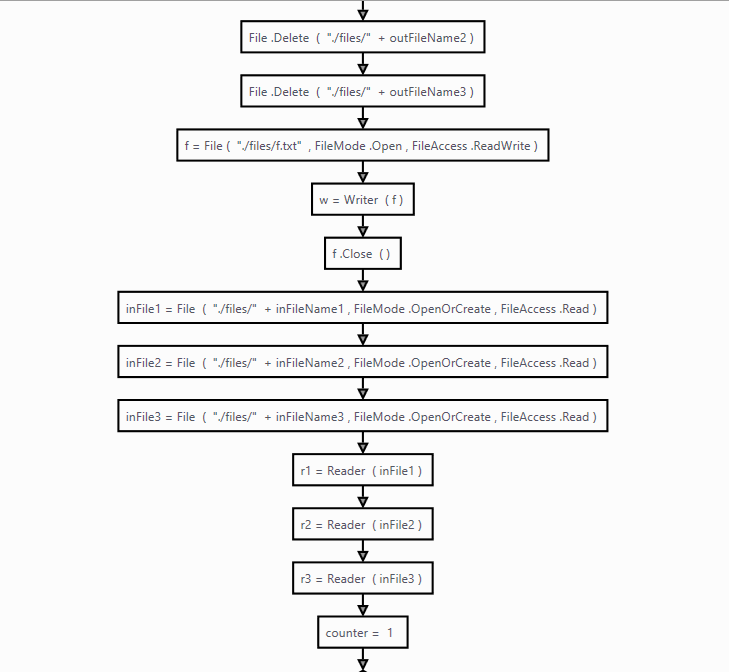 File .Delete ( "./files/" + outFileName2 )
File .Delete ( "./files/" + outFileName3 )
f = File ( "./files/f.txt" , FileMode .Open , FileAccess .ReadWrite )
w = Writer ( f )
f .Close ( )
inFile1 = File ( "./files/" + inFileName1 , FileMode .OpenOrCreate , FileAccess .Read )
inFile2 = File ( "./files/" + inFileName2 , FileMode .OpenOrCreate , FileAccess .Read )
inFile3 = File ( "./files/" + inFileName3 , FileMode .OpenOrCreate , FileAccess .Read )
r1 = Reader ( inFile1 )
r2 = Reader ( inFile2 )
r3 = Reader ( inFile3 )
counter = 1